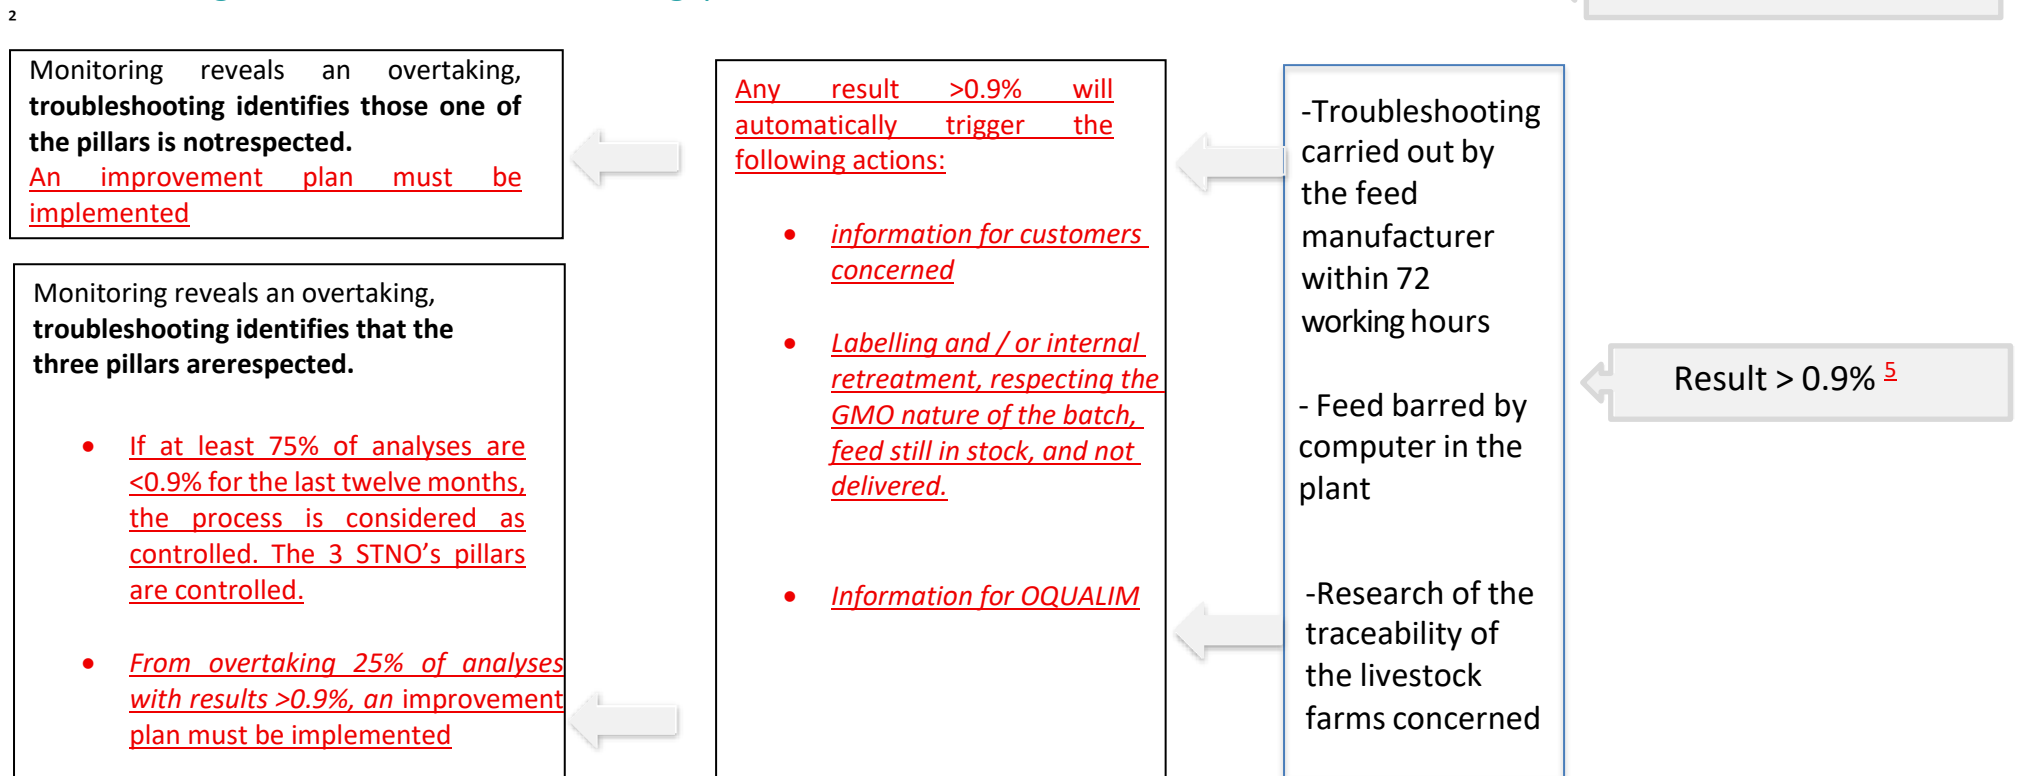 2
Monitoring reveals an overtaking,
troubleshooting identifies those one of
the pillars is notrespected.
An improvement plan must be
implemented
Monitoring reveals an overtaking,
troubleshooting identifies that the
three pillars arerespected.
• If at least 75% of analyses are
<0.9% for the last twelve months,
the process is considered as
controlled. The 3 STNO’s pillars
are controlled.
• From overtaking 25% of analyses
with results >0.9%, an improvement
plan must be implemented
Any result >0.9% will
automatically trigger the
following actions:
• information for customers
concerned
• Labelling and / or internal
retreatment, respecting the
GMO nature of the batch,
feed still in stock, and not
delivered.
• Information for OQUALIM
-Troubleshooting
carried out by
the feed
manufacturer
within 72
working hours
- Feed barred by
computer in the
plant
-Research of the
traceability of
the livestock
farms concerned
Result > 0.9% 5